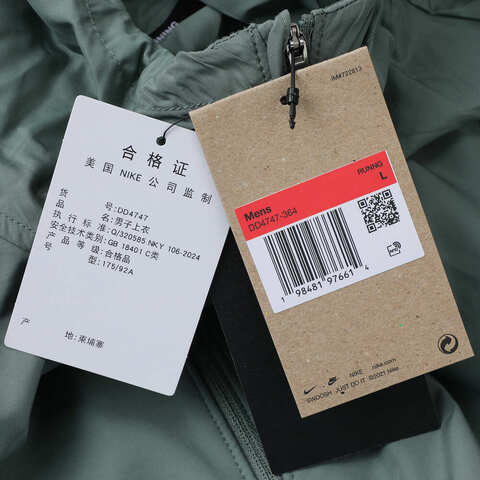 合格证
美国 NIKE 公司监制
货 号: DD4747
品 名: 男子上衣
执行标准: Q/320585 NKY 106-2024
安全技术类别: GB 18401 C类
产品等级: 合格品
号 型: 175/92A
产 地: 柬埔寨
Mens
DD4747-364
RUNNG
L
1 98481 97661 4
NIKE nike.com
SWOOSH JUST DO IT ©2021 Nike